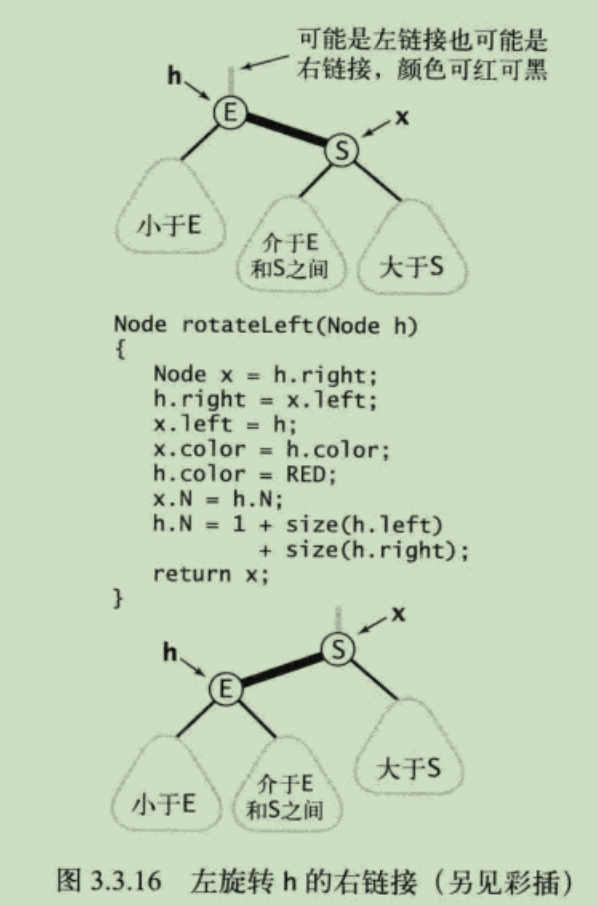 可能是左链接也可能是
右链接，颜色可红可黑
h
E
x
S
小于E
介于E
和S之间
大于S
Node rotateLeft(Node h)
{
   Node x = h.right;
   h.right = x.left;
   x.left = h;
   x.color = h.color;
   h.color = RED;
   x.N = h.N;
   h.N = 1 + size(h.left)
           + size(h.right);
   return x;
}
x
h
S
E
小于E
介于E
和S之间
大于S
图 3.3.16 左旋转 h 的右链接（另见彩插）